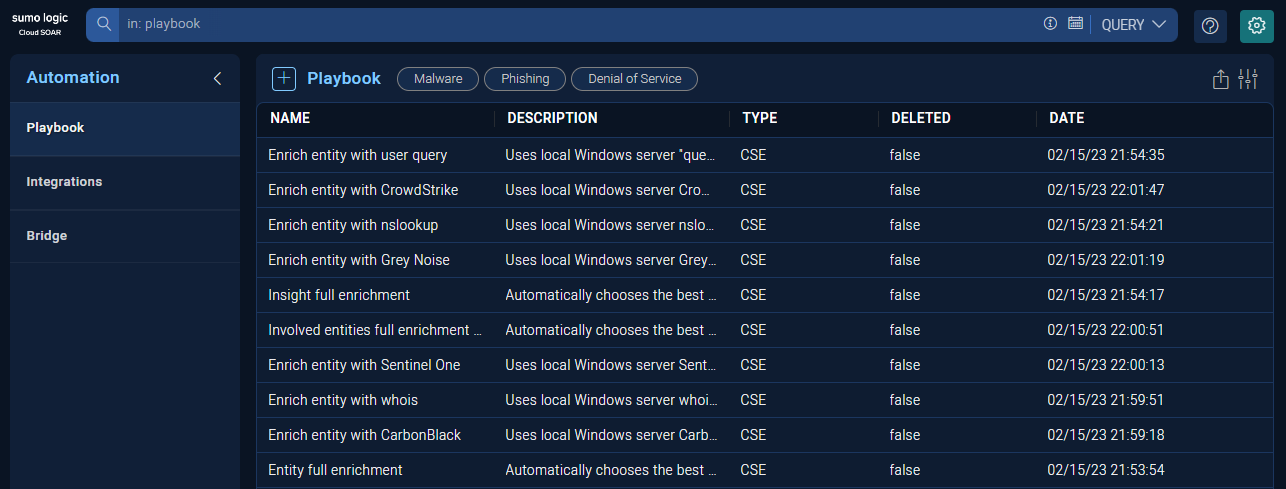 sumo logic
Cloud SOAR
in: playbook
QUERY
Automation
Playbook
Integrations
Bridge
Playbook Malware Phishing Denial of Service
NAME DESCRIPTION TYPE DELETED DATE
Enrich entity with user query Uses local Windows server "que... CSE false 02/15/23 21:54:35
Enrich entity with CrowdStrike Uses local Windows server Cro... CSE false 02/15/23 22:01:47
Enrich entity with nslookup Uses local Windows server nslo... CSE false 02/15/23 21:54:21
Enrich entity with Grey Noise Uses local Windows server Grey... CSE false 02/15/23 22:01:19
Insight full enrichment Automatically chooses the best ... CSE false 02/15/23 21:54:17
Involved entities full enrichment ... Automatically chooses the best ... CSE false 02/15/23 22:00:51
Enrich entity with Sentinel One Uses local Windows server Sent... CSE false 02/15/23 22:00:13
Enrich entity with whois Uses local Windows server whoi... CSE false 02/15/23 21:59:51
Enrich entity with CarbonBlack Uses local Windows server Carb... CSE false 02/15/23 21:59:18
Entity full enrichment Automatically chooses the best ... CSE false 02/15/23 21:53:54